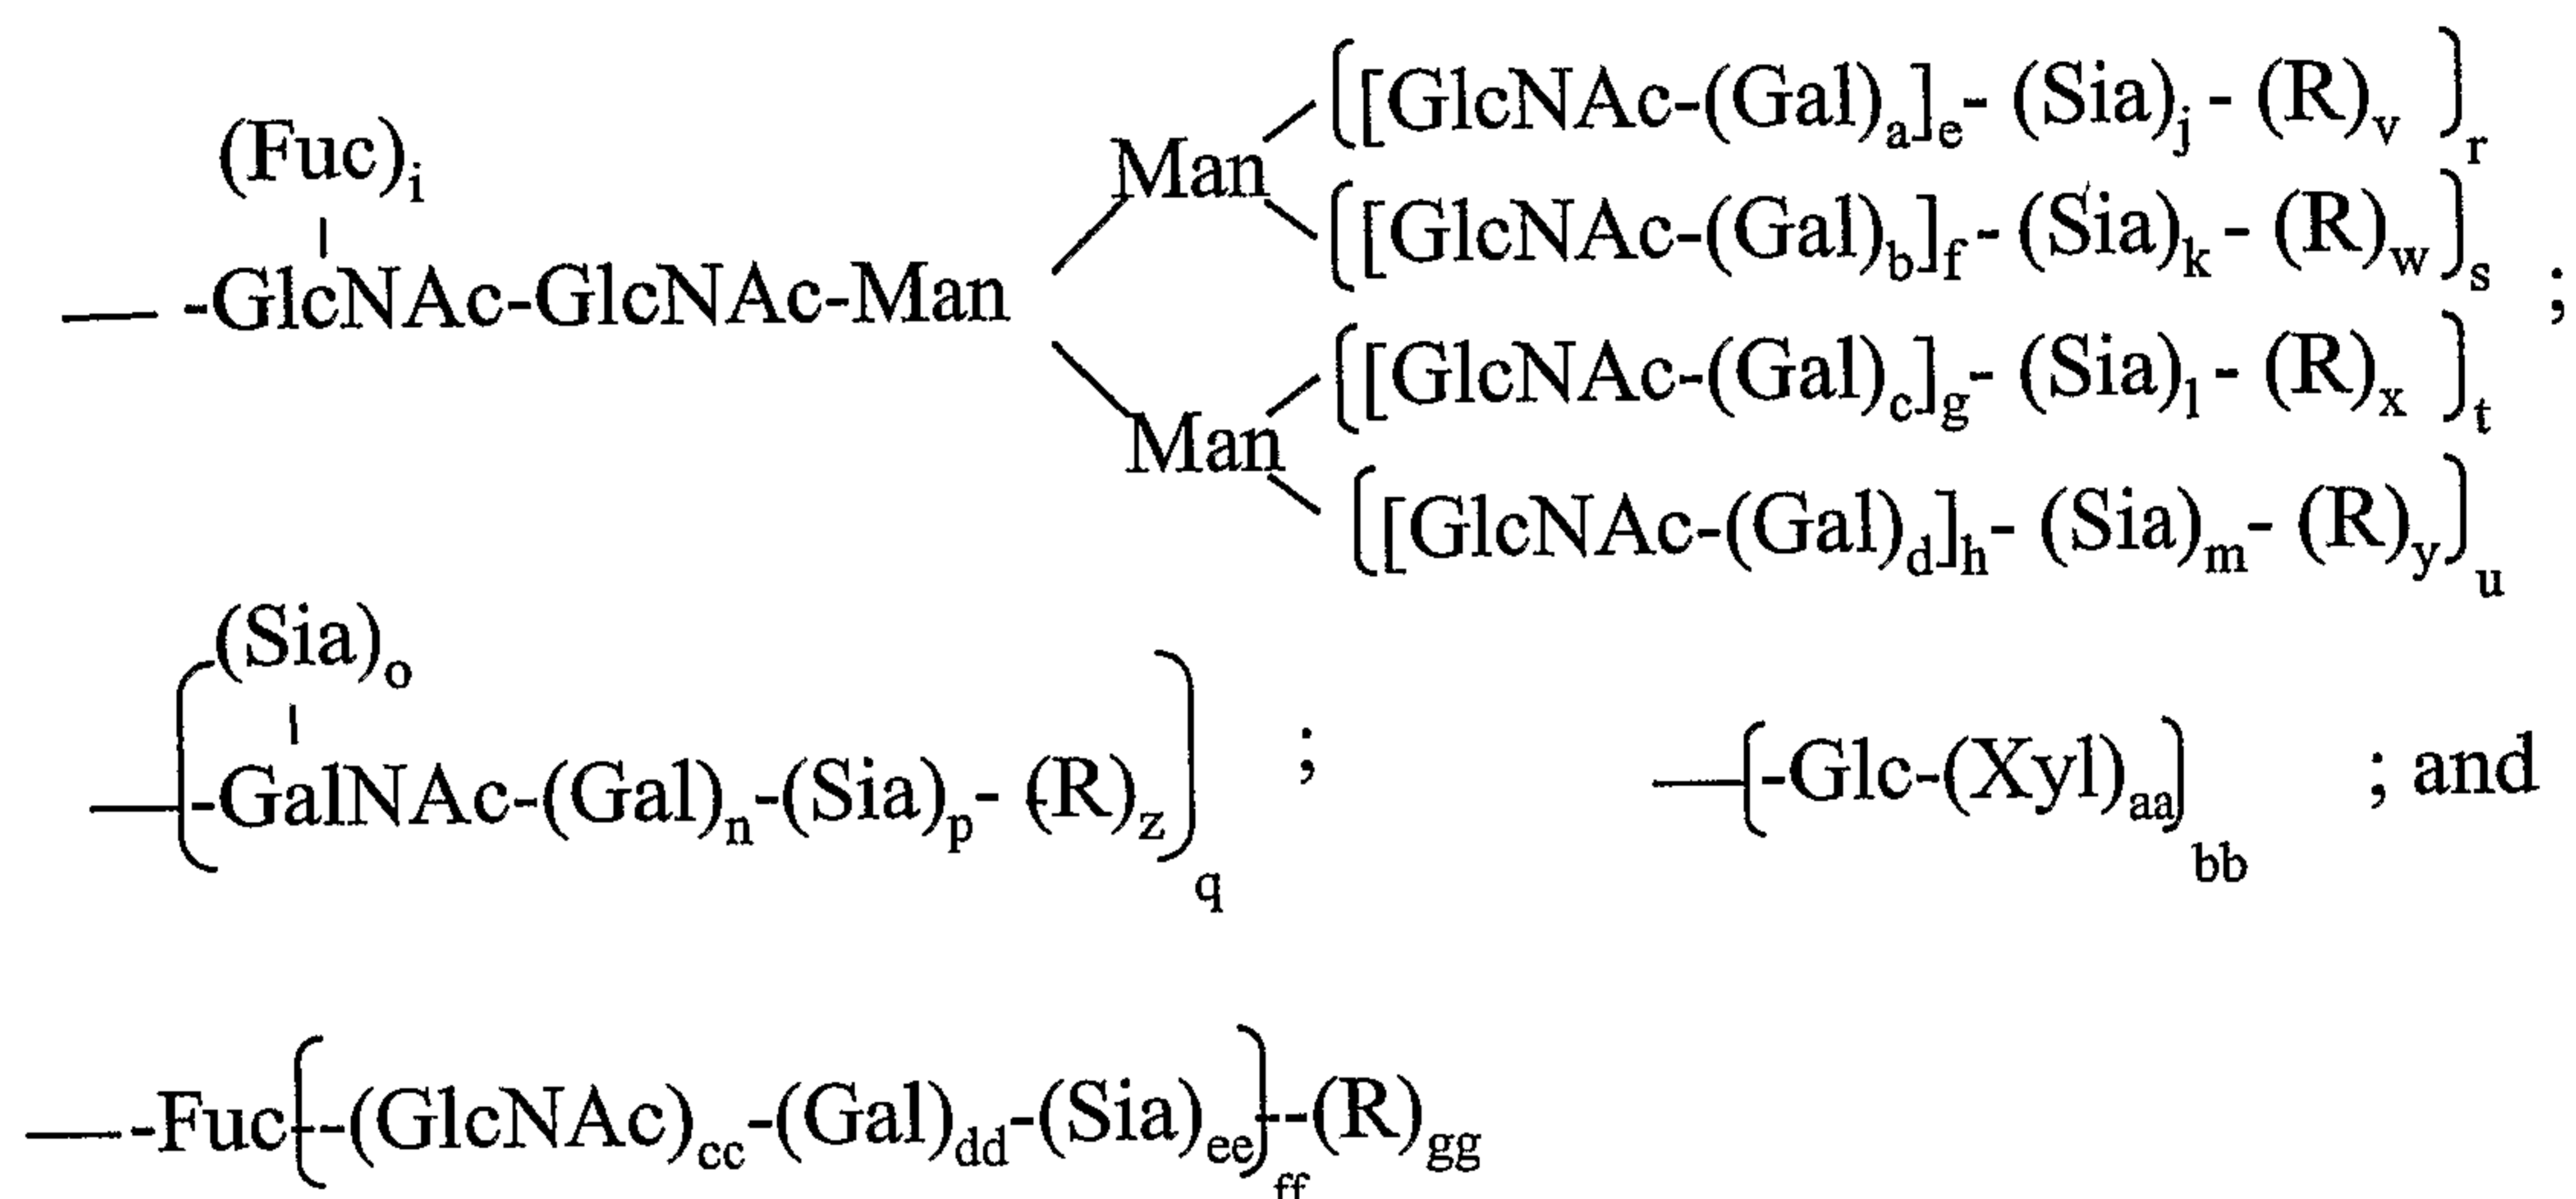 ([GlcNAc-(Gal)a]e- (Sia)j - (R)v )r
(Fuc)i
Man
([GlcNAc-(Gal)b]f - (Sia)k - (R)w)s ;
-GlcNAc-GlcNAc-Man
([GlcNAc-(Gal)c]g- (Sia)l - (R)x )t
Man
([GlcNAc-(Gal)d]h- (Sia)m- (R)y)u
(Sia)o
(-GalNAc-(Gal)n-(Sia)p- (R)z)q ;
(-Glc-(Xyl)aa)bb ; and
-Fuc(--(GlcNAc)cc-(Gal)dd-(Sia)ee)ff--(R)gg